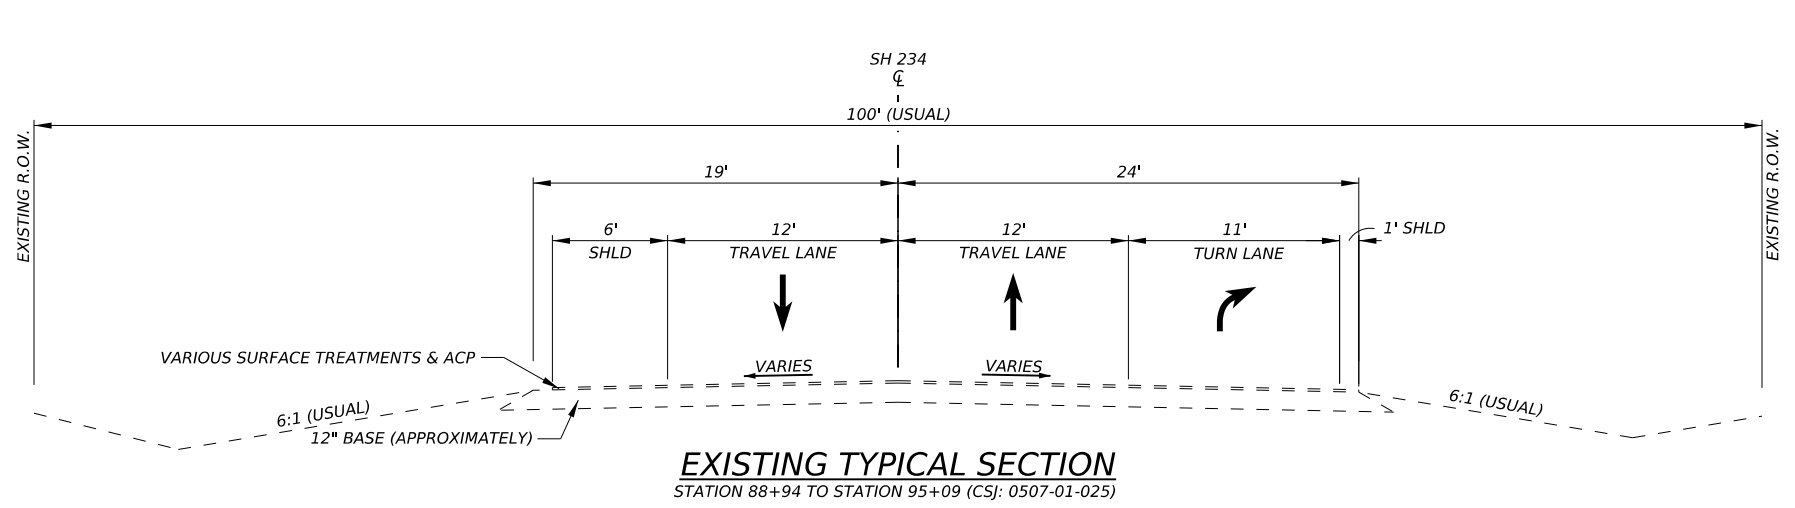 SH 234
℄
100' (USUAL)
EXISTING R.O.W.
EXISTING R.O.W.
19'
24'
6'
SHLD
12'
TRAVEL LANE
12'
TRAVEL LANE
11'
TURN LANE
1' SHLD
VARIOUS SURFACE TREATMENTS & ACP
VARIES
VARIES
6:1 (USUAL)
6:1 (USUAL)
12" BASE (APPROXIMATELY)
EXISTING TYPICAL SECTION
STATION 88+94 TO STATION 95+09 (CSJ: 0507-01-025)